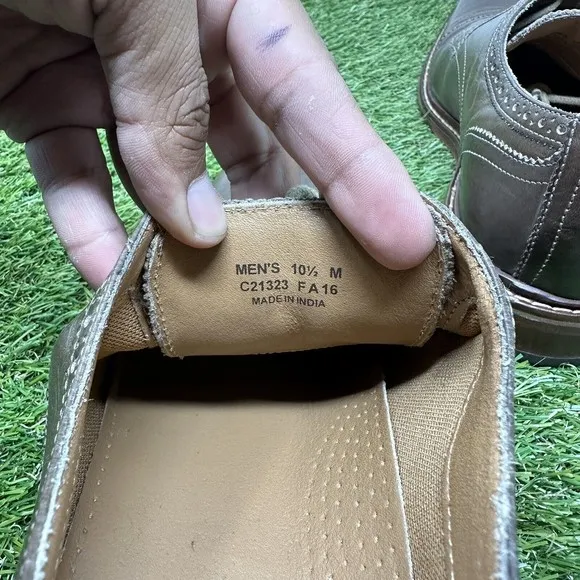 MEN'S 10½ M
C21323 FA16
MADE IN INDIA